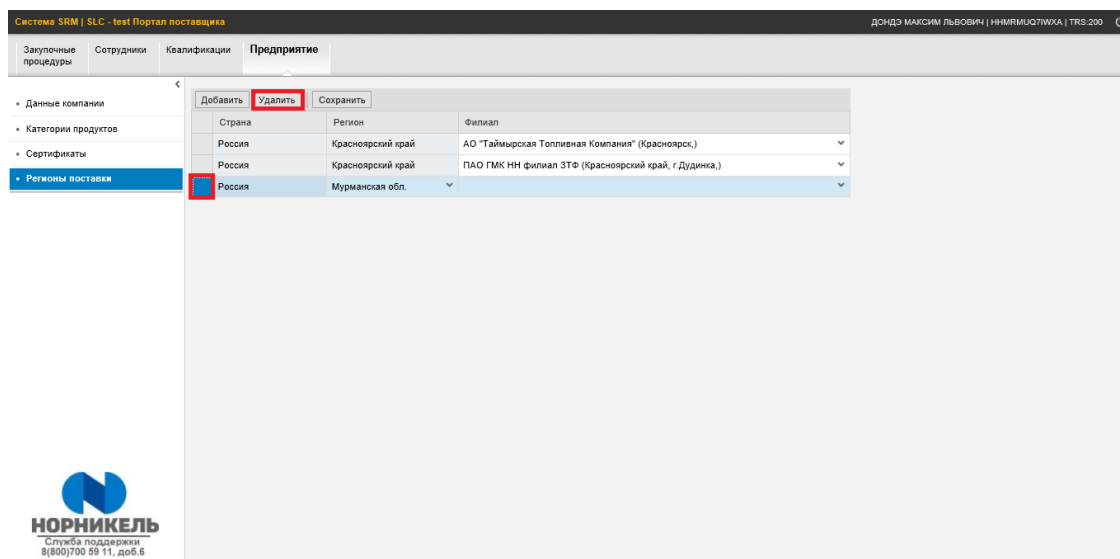 Система SRM | SLC - test Портал поставщика
ДОНДЭ МАКСИМ ЛЬВОВИЧ | HHMRMUQ7IWXA | TRS:200
Закупочные процедуры
Сотрудники
Квалификации
Предприятие
Данные компании
Категории продуктов
Сертификаты
Регионы поставки
Добавить Удалить Сохранить
Страна Регион Филиал
Россия Красноярский край АО "Таймырская Топливная Компания" (Красноярск,)
Россия Красноярский край ПАО ГМК НН филиал ЗТФ (Красноярский край, г.Дудинка,)
Россия Мурманская обл.
НОРНИКЕЛЬ
Служба поддержки
8(800)700 59 11, доб.6